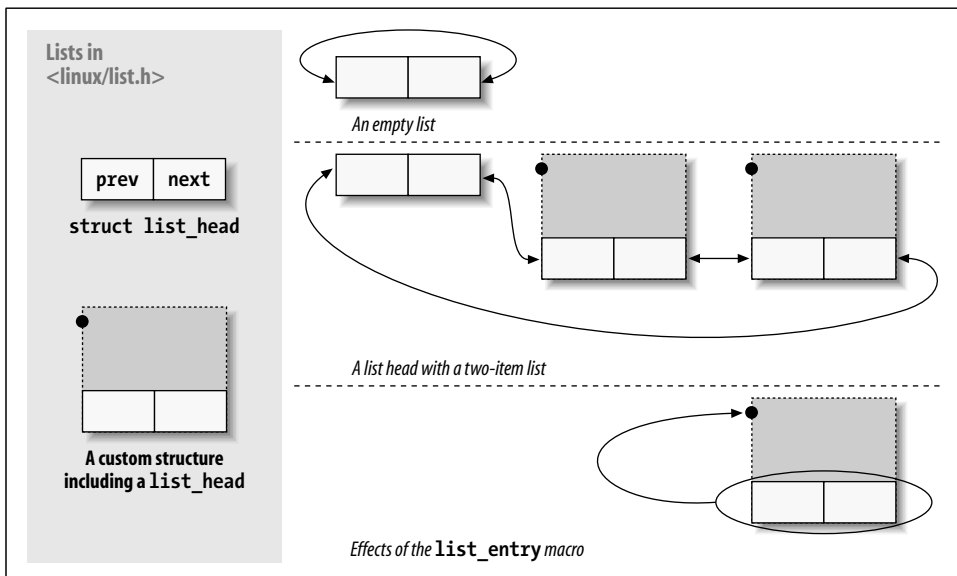 Lists in
<linux/list.h>
prev next
struct list_head
A custom structure
including a list_head
An empty list
A list head with a two-item list
Effects of the list_entry macro